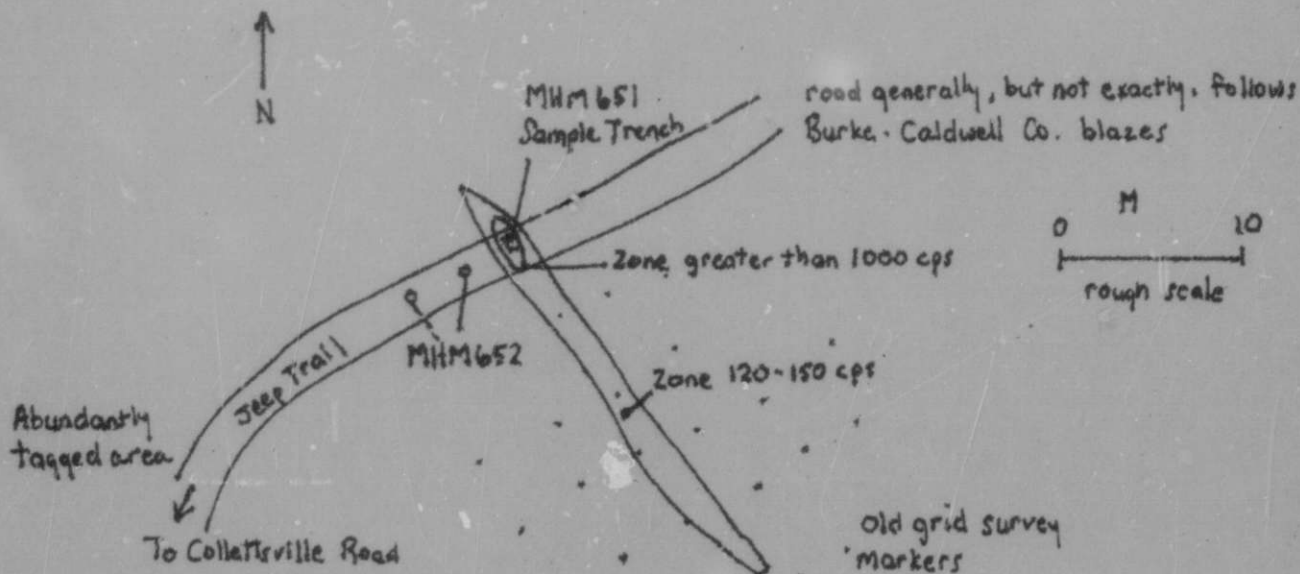 N
MHM 651
Sample Trench
road generally, but not exactly, follows
Burke-Caldwell Co. blazes
M
0 10
rough scale
Zone greater than 1000 cps
MHM 652
Jeep Trail
Zone 120-150 cps
Abundantly
tagged area
To Collettsville Road
Old grid survey
markers